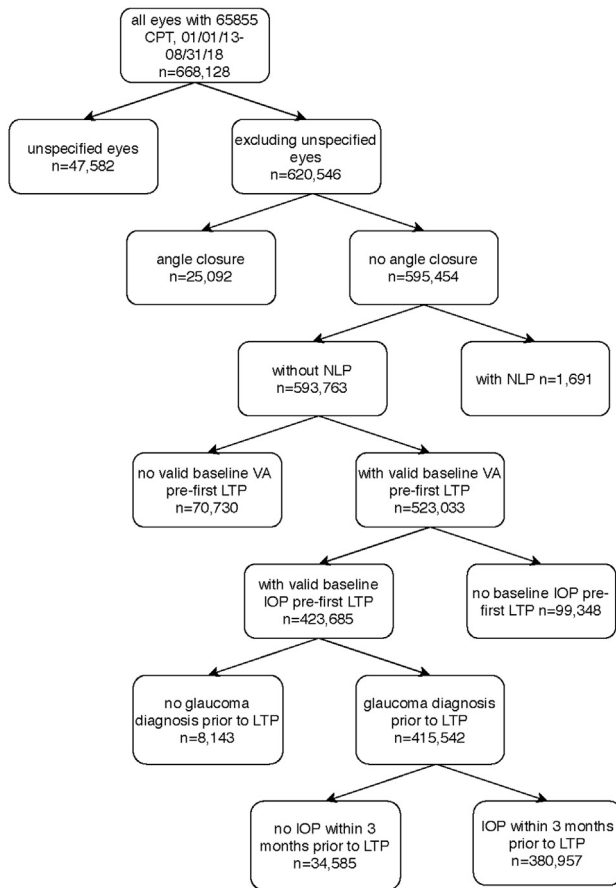 all eyes with 65855
CPT, 01/01/13-
08/31/18
n=668,128
unspecified eyes
n=47,582
excluding unspecified
eyes
n=620,546
angle closure
n=25,092
no angle closure
n=595,454
without NLP
n=593,763
with NLP n=1,691
no valid baseline VA
pre-first LTP
n=70,730
with valid baseline VA
pre-first LTP
n=523,033
with valid baseline
IOP pre-first LTP
n=423,685
no baseline IOP pre-
first LTP n=99,348
no glaucoma
diagnosis prior to LTP
n=8,143
glaucoma diagnosis
prior to LTP
n=415,542
no IOP within 3
months prior to LTP
n=34,585
IOP within 3 months
prior to LTP
n=380,957